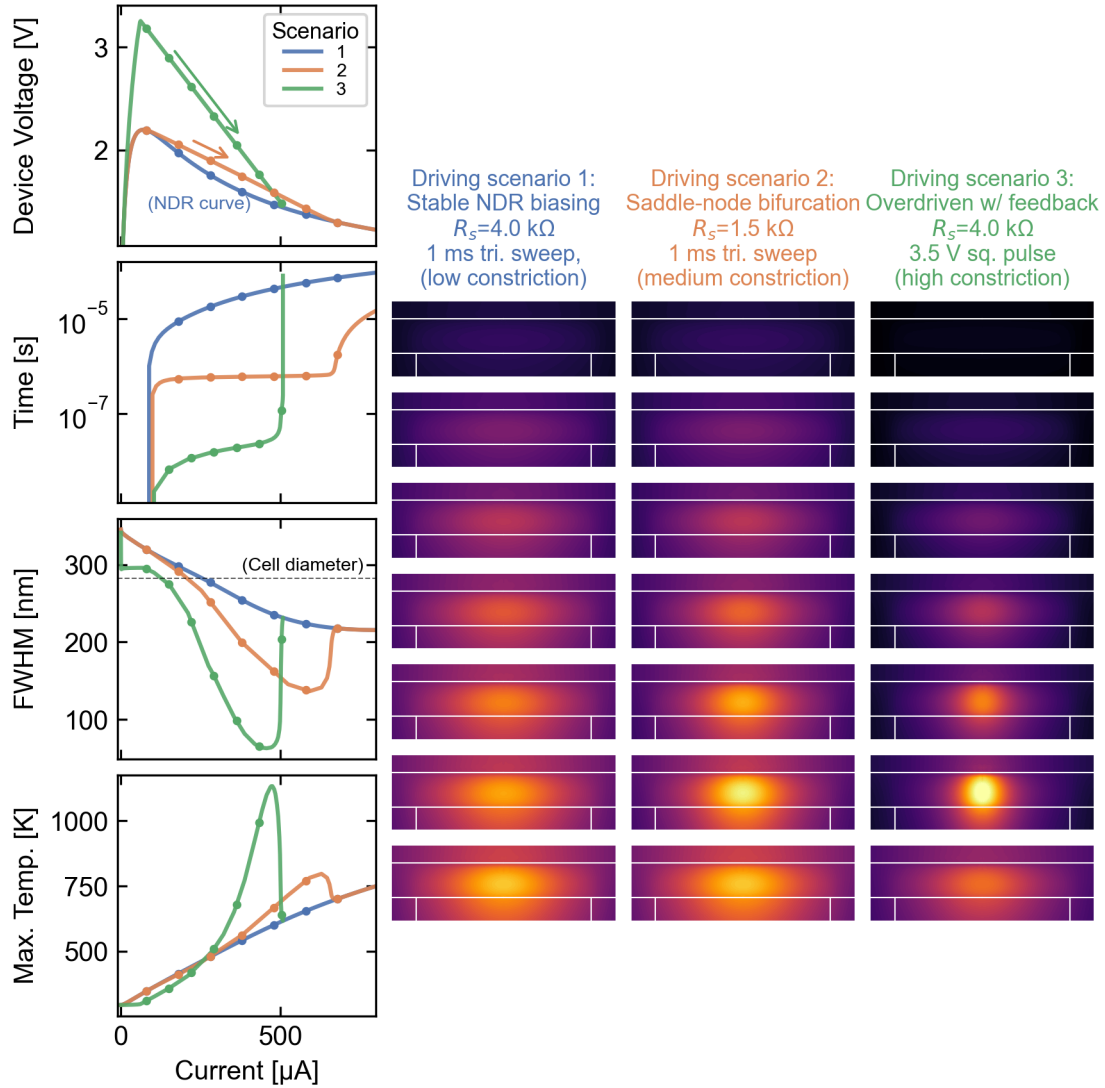 Device Voltage [V]
3
2
Scenario
1
2
3
(NDR curve)
Time [s]
10⁻⁵
10⁻⁷
FWHM [nm]
300
200
100
(Cell diameter)
Max. Temp. [K]
1000
750
500
0
500
Current [µA]
Driving scenario 1:
Stable NDR biasing
Rₛ=4.0 kΩ
1 ms tri. sweep,
(low constriction)
Driving scenario 2:
Saddle-node bifurcation
Rₛ=1.5 kΩ
1 ms tri. sweep
(medium constriction)
Driving scenario 3:
Overdriven w/ feedback
Rₛ=4.0 kΩ
3.5 V sq. pulse
(high constriction)